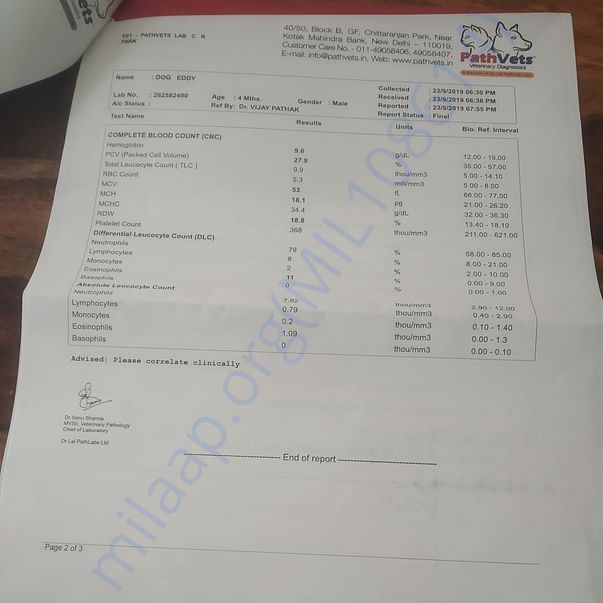 V01 - PATHVETS LAB C R
PARK
40/50, Block B, GF, Chittaranjan Park, Near
Kotak Mahindra Bank, New Delhi – 110019,
Customer Care No. - 011-49058406, 49058407,
E-mail: info@pathvets.in, Web: www.pathvets.in
PathVets
Veterinary Diagnostics
A Division of Dr. Lal PathLabs Ltd
Name : DOG EDDY
Lab No. : 262582490 Age : 4 Mths. Gender : Male
A/c Status : Ref By: Dr. VIJAY PATHAK
Collected : 23/9/2019 06:30 PM
Received : 23/9/2019 06:36 PM
Reported : 23/9/2019 07:55 PM
Report Status : Final
Test Name Results Units Bio. Ref. Interval
COMPLETE BLOOD COUNT (CBC)
Hemoglobin 9.6 g/dL 12.00 - 19.00
PCV (Packed Cell Volume) 27.9 % 35.00 - 57.00
Total Leucocyte Count ( TLC ) 9.9 thou/mm3 5.00 - 14.10
RBC Count 5.3 mill/mm3 5.00 - 8.00
MCV 53 fL 66.00 - 77.00
MCH 18.1 pg 21.00 - 26.20
MCHC 34.4 g/dL 32.00 - 36.30
RDW 18.8 % 13.40 - 18.10
Platelet Count 368 thou/mm3 211.00 - 621.00
Differential Leucocyte Count (DLC)
Neutrophils 79 % 58.00 - 85.00
Lymphocytes 8 % 8.00 - 21.00
Monocytes 2 % 2.00 - 10.00
Eosinophils 11 % 0.00 - 9.00
Basophils 0 % 0.00 - 1.00
Absolute Leucocyte Count
Neutrophils 7.82 thou/mm3 2.90 - 12.00
Lymphocytes 0.79 thou/mm3 0.40 - 2.90
Monocytes 0.2 thou/mm3 0.10 - 1.40
Eosinophils 1.09 thou/mm3 0.00 - 1.3
Basophils 0 thou/mm3 0.00 - 0.10
Advised: Please correlate clinically
Dr Sonu Sharma
MVSc, Veterinary Pathology
Chief of Laboratory
Dr Lal PathLabs Ltd
End of report
Page 2 of 3